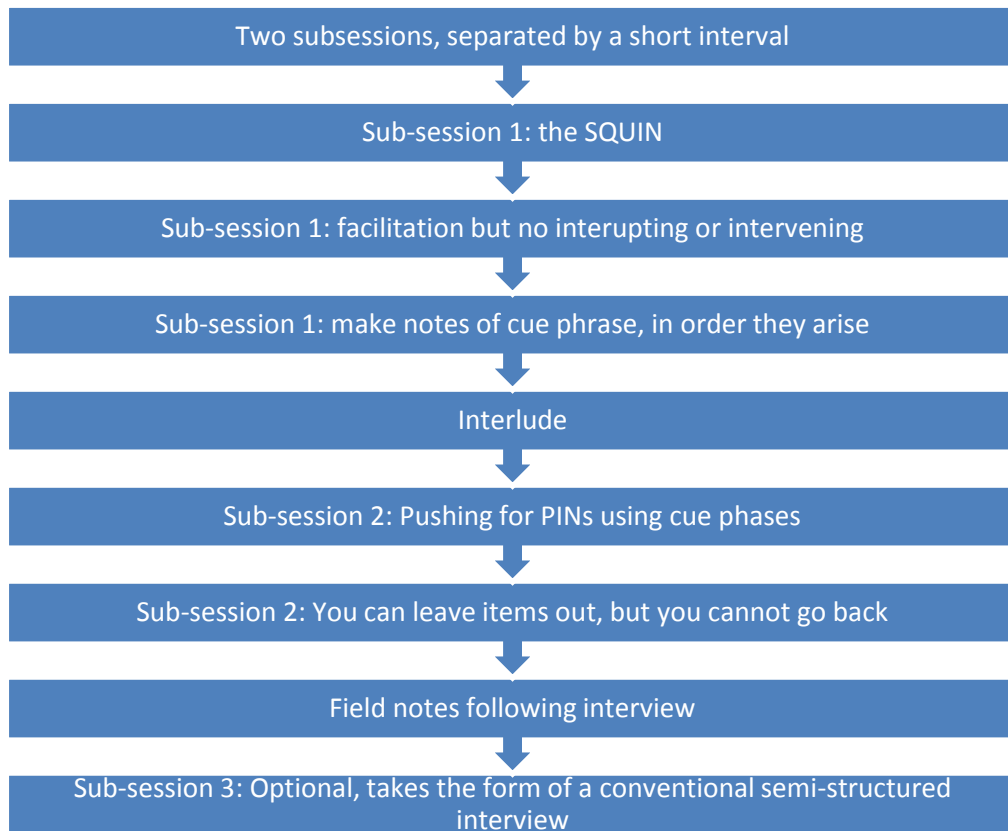 Two subsessions, separated by a short interval
Sub-session 1: the SQUIN
Sub-session 1: facilitation but no interupting or intervening
Sub-session 1: make notes of cue phrase, in order they arise
Interlude
Sub-session 2: Pushing for PINs using cue phases
Sub-session 2: You can leave items out, but you cannot go back
Field notes following interview
Sub-session 3: Optional, takes the form of a conventional semi-structured
interview